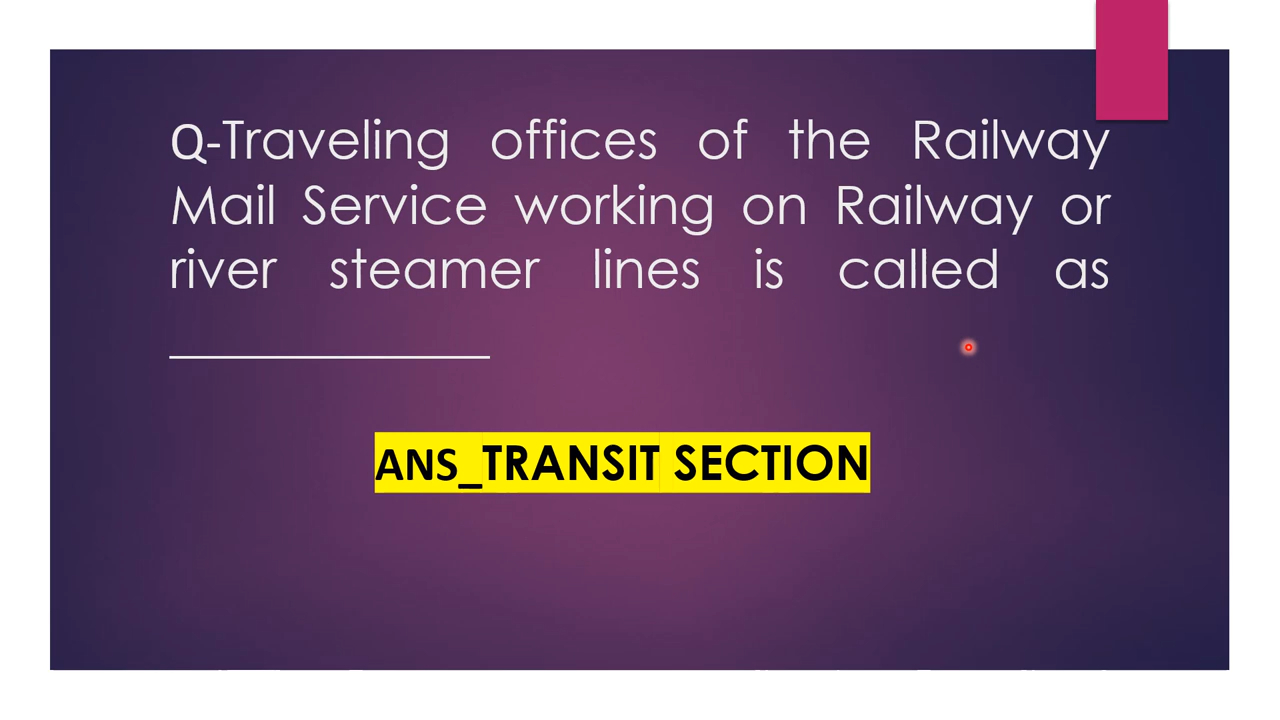 Q-Traveling offices of the Railway
Mail Service working on Railway or
river steamer lines is called as
____________
ANS_TRANSIT SECTION